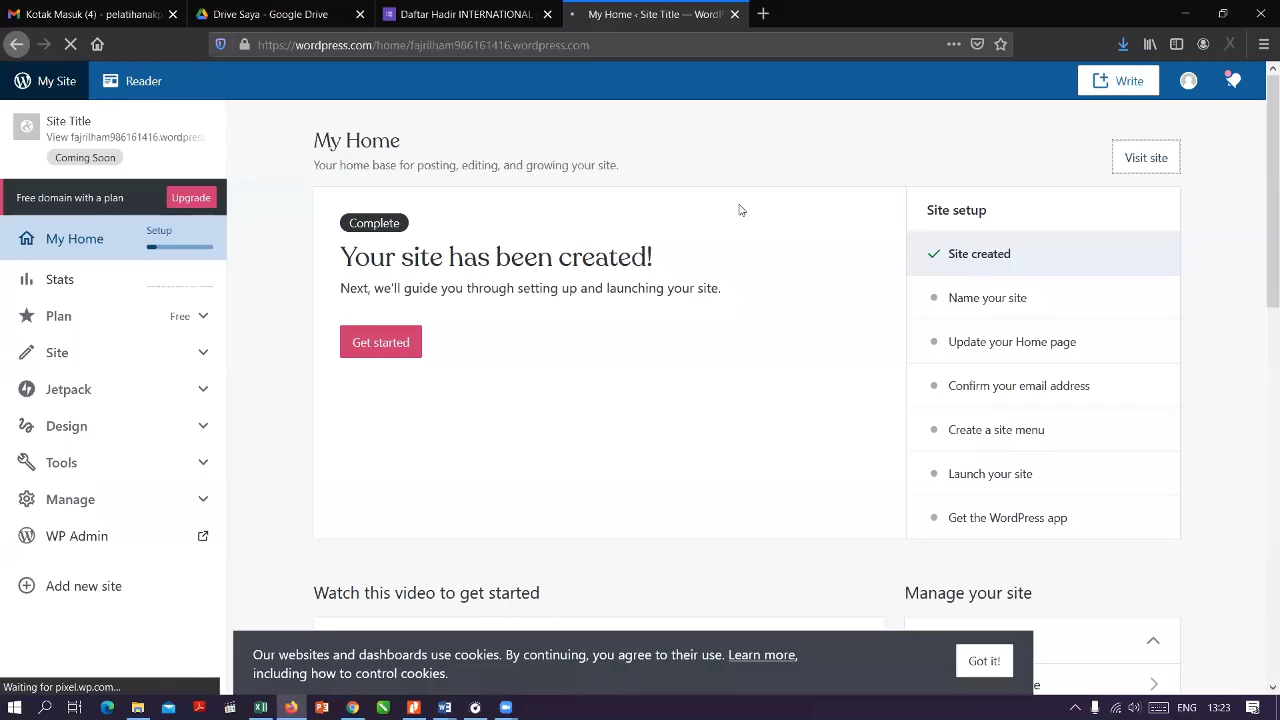 Kotak Masuk (4) - pelatihanakp
Drive Saya - Google Drive
Daftar Hadir INTERNATIONAL
My Home ‹ Site Title — WordP
https://wordpress.com/home/fajrilham986161416.wordpress.com
My Site
Reader
Write
Site Title
View fajrilham986161416.wordpress
Coming Soon
Free domain with a plan
Upgrade
My Home
Setup
Stats
Plan
Free
Site
Jetpack
Design
Tools
Manage
WP Admin
Add new site
My Home
Your home base for posting, editing, and growing your site.
Visit site
Complete
Your site has been created!
Next, we'll guide you through setting up and launching your site.
Get started
Site setup
Site created
Name your site
Update your Home page
Confirm your email address
Create a site menu
Launch your site
Get the WordPress app
Watch this video to get started
Manage your site
Our websites and dashboards use cookies. By continuing, you agree to their use. Learn more,
including how to control cookies.
Got it!
Waiting for pixel.wp.com...
ENG
13:23